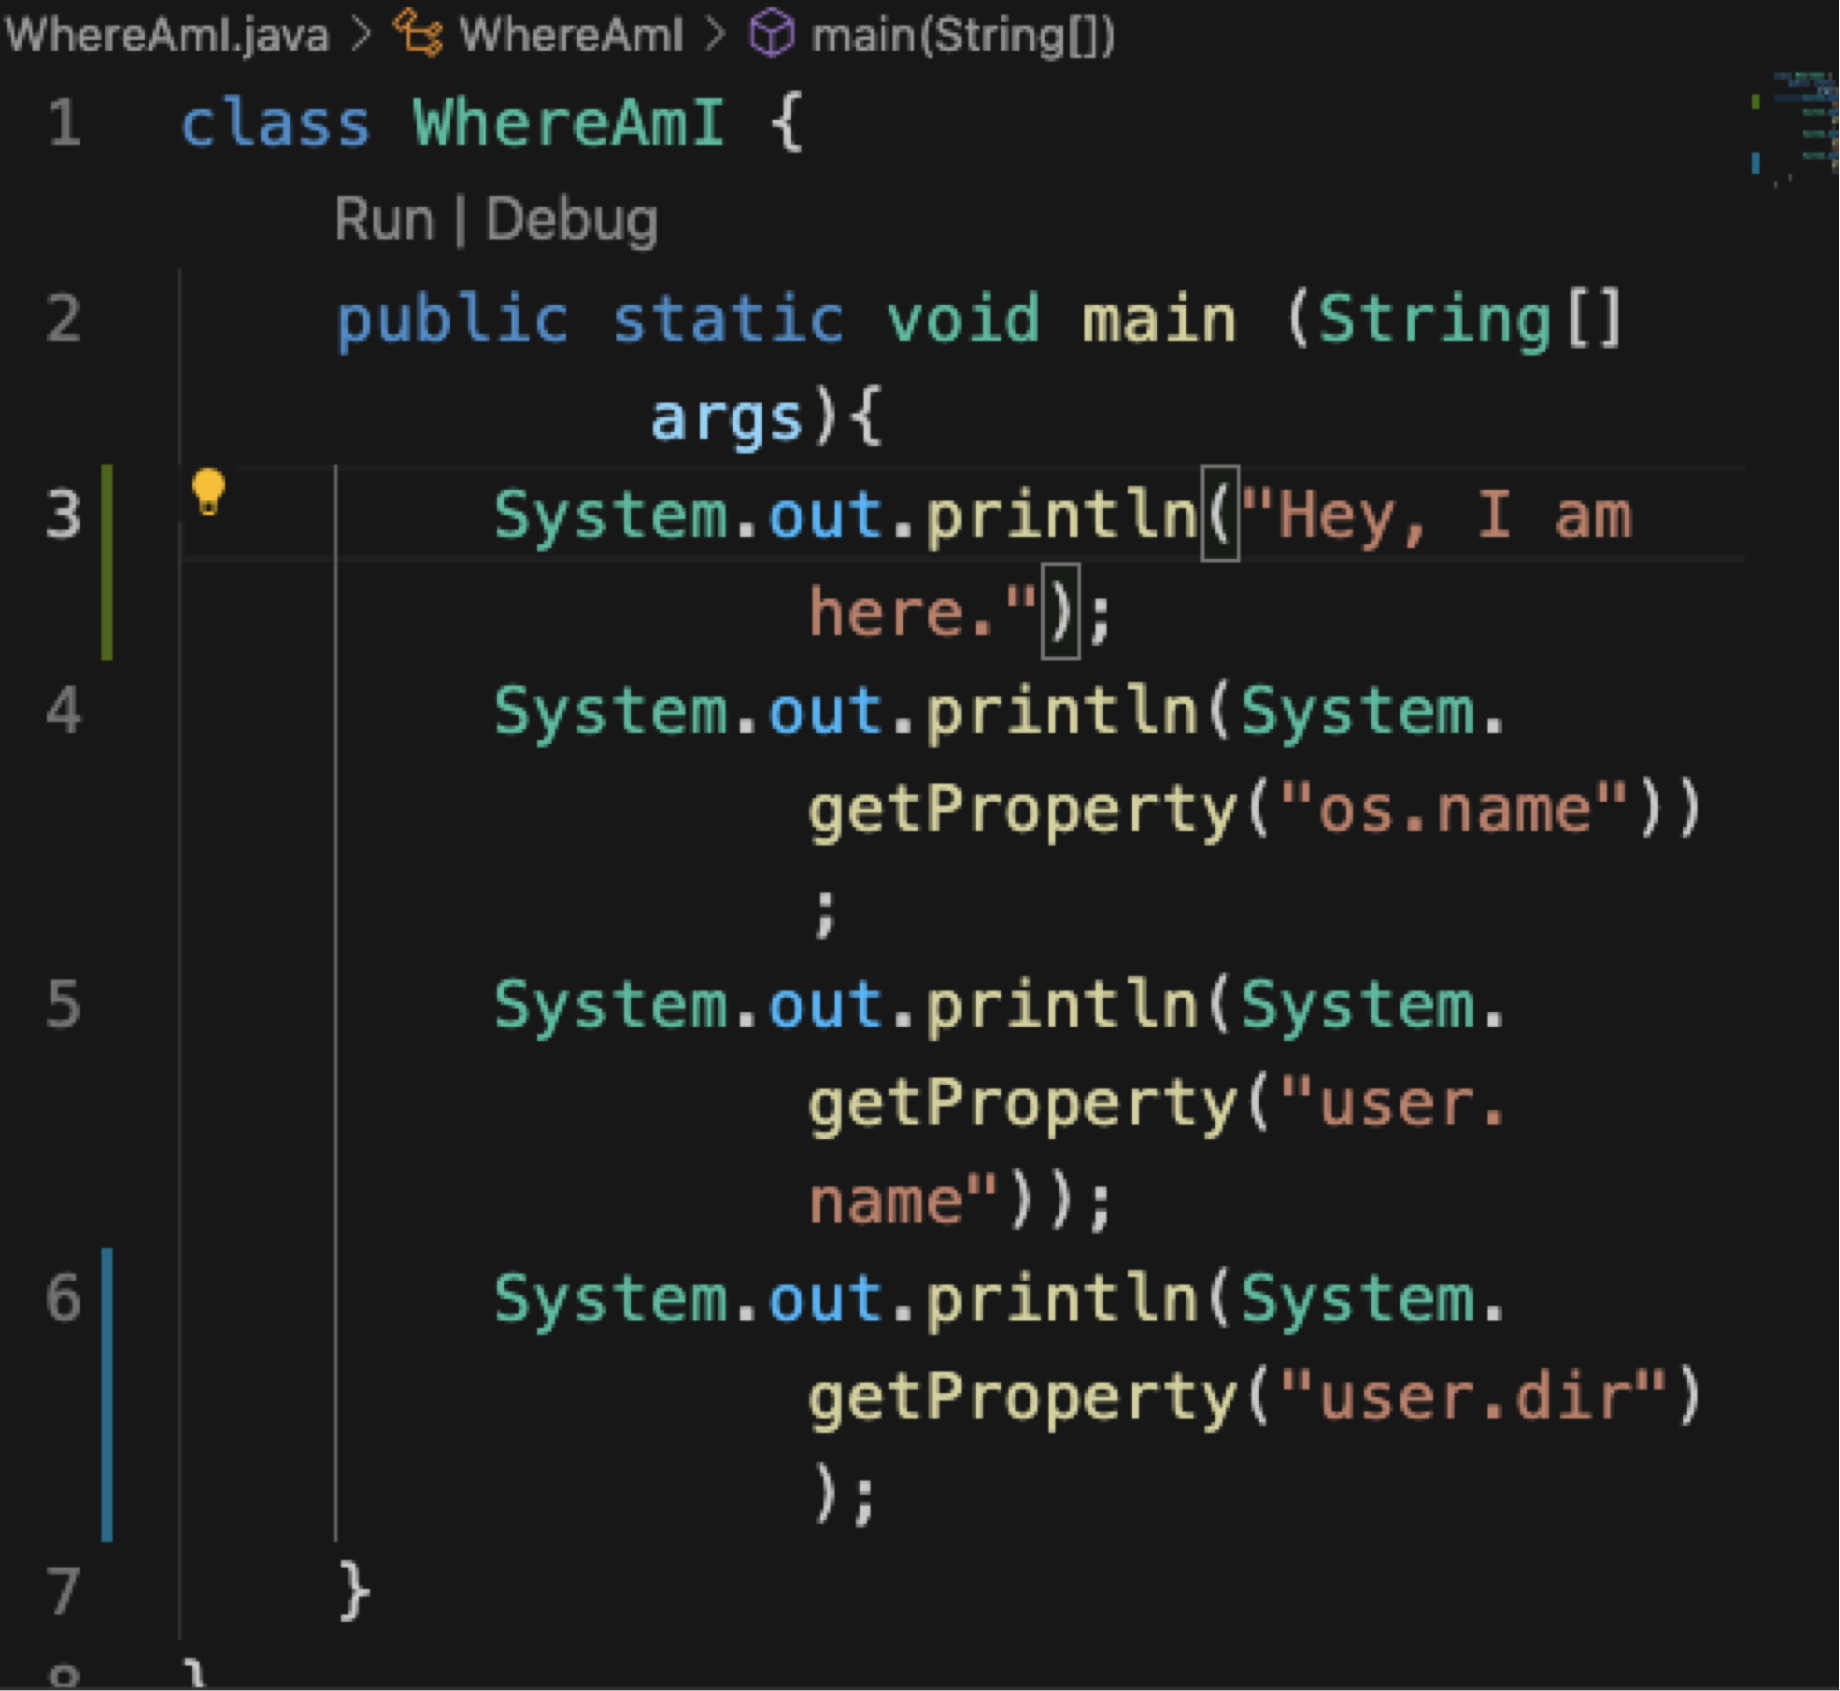 WhereAmI.java > WhereAmI > main(String[])
1 class WhereAmI {
Run | Debug
2 public static void main (String[]
args){
3 System.out.println("Hey, I am
here.");
4 System.out.println(System.
getProperty("os.name"))
;
5 System.out.println(System.
getProperty("user.
name"));
6 System.out.println(System.
getProperty("user.dir")
);
7 }
8 }